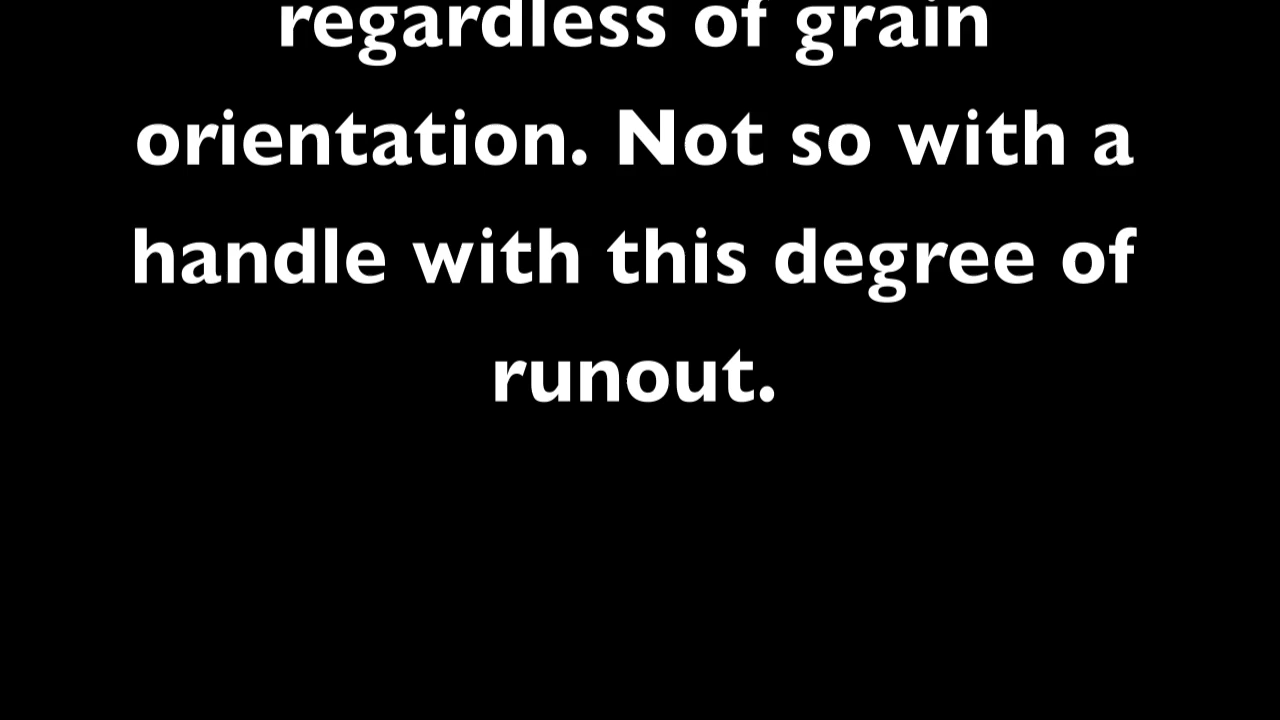 regardless of grain
orientation. Not so with a
handle with this degree of
runout.